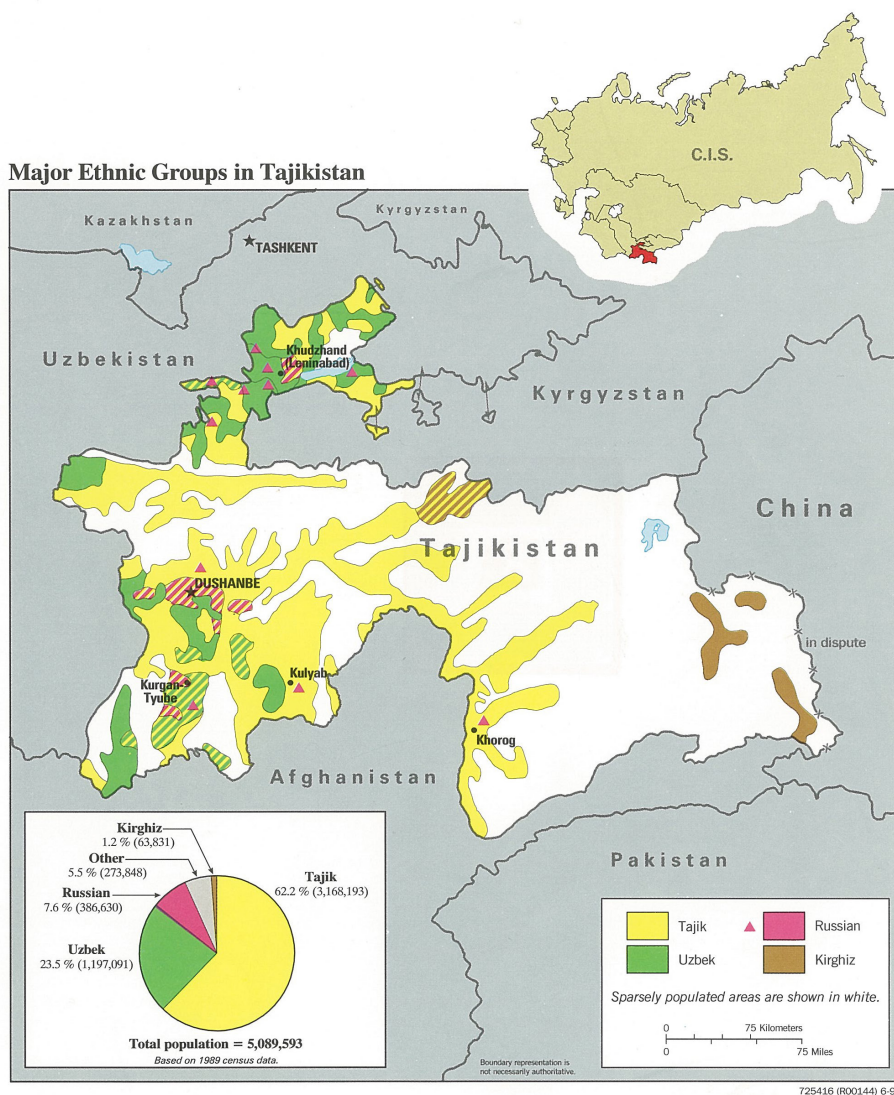 C.I.S.
Major Ethnic Groups in Tajikistan
Kazakhstan
Kyrgyzstan
TASHKENT
Uzbekistan
Khudzhand
(Leninabad)
Kyrgyzstan
China
Tajikistan
DUSHANBE
in dispute
Kulyab
Kurgan-
Tyube
Khorog
Afghanistan
Pakistan
Kirghiz
1.2 % (63,831)
Other
5.5 % (273,848)
Russian
7.6 % (386,630)
Uzbek
23.5 % (1,197,091)
Tajik
62.2 % (3,168,193)
Total population = 5,089,593
Based on 1989 census data.
Tajik
Russian
Uzbek
Kirghiz
Sparsely populated areas are shown in white.
0 75 Kilometers
0 75 Miles
Boundary representation is
not necessarily authoritative.
725416 (R00144) 6-9